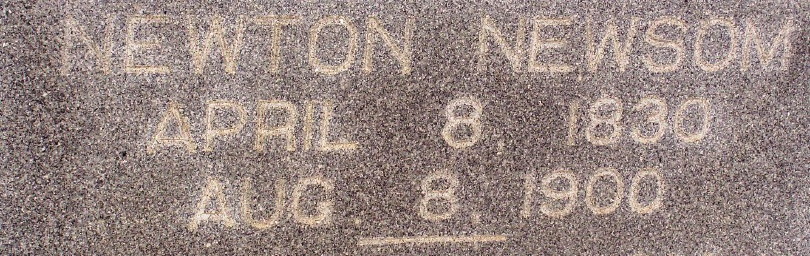 NEWTON NEWSOM
APRIL 8, 1830
AUG 8, 1900